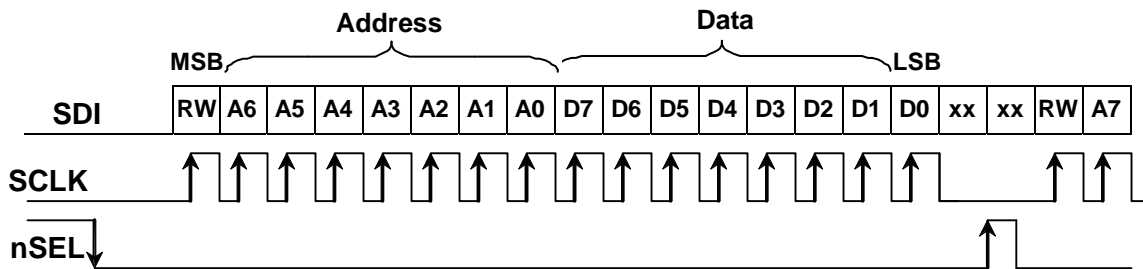 Address Data
MSB LSB
SDI RW A6 A5 A4 A3 A2 A1 A0 D7 D6 D5 D4 D3 D2 D1 D0 xx xx RW A7
SCLK
nSEL